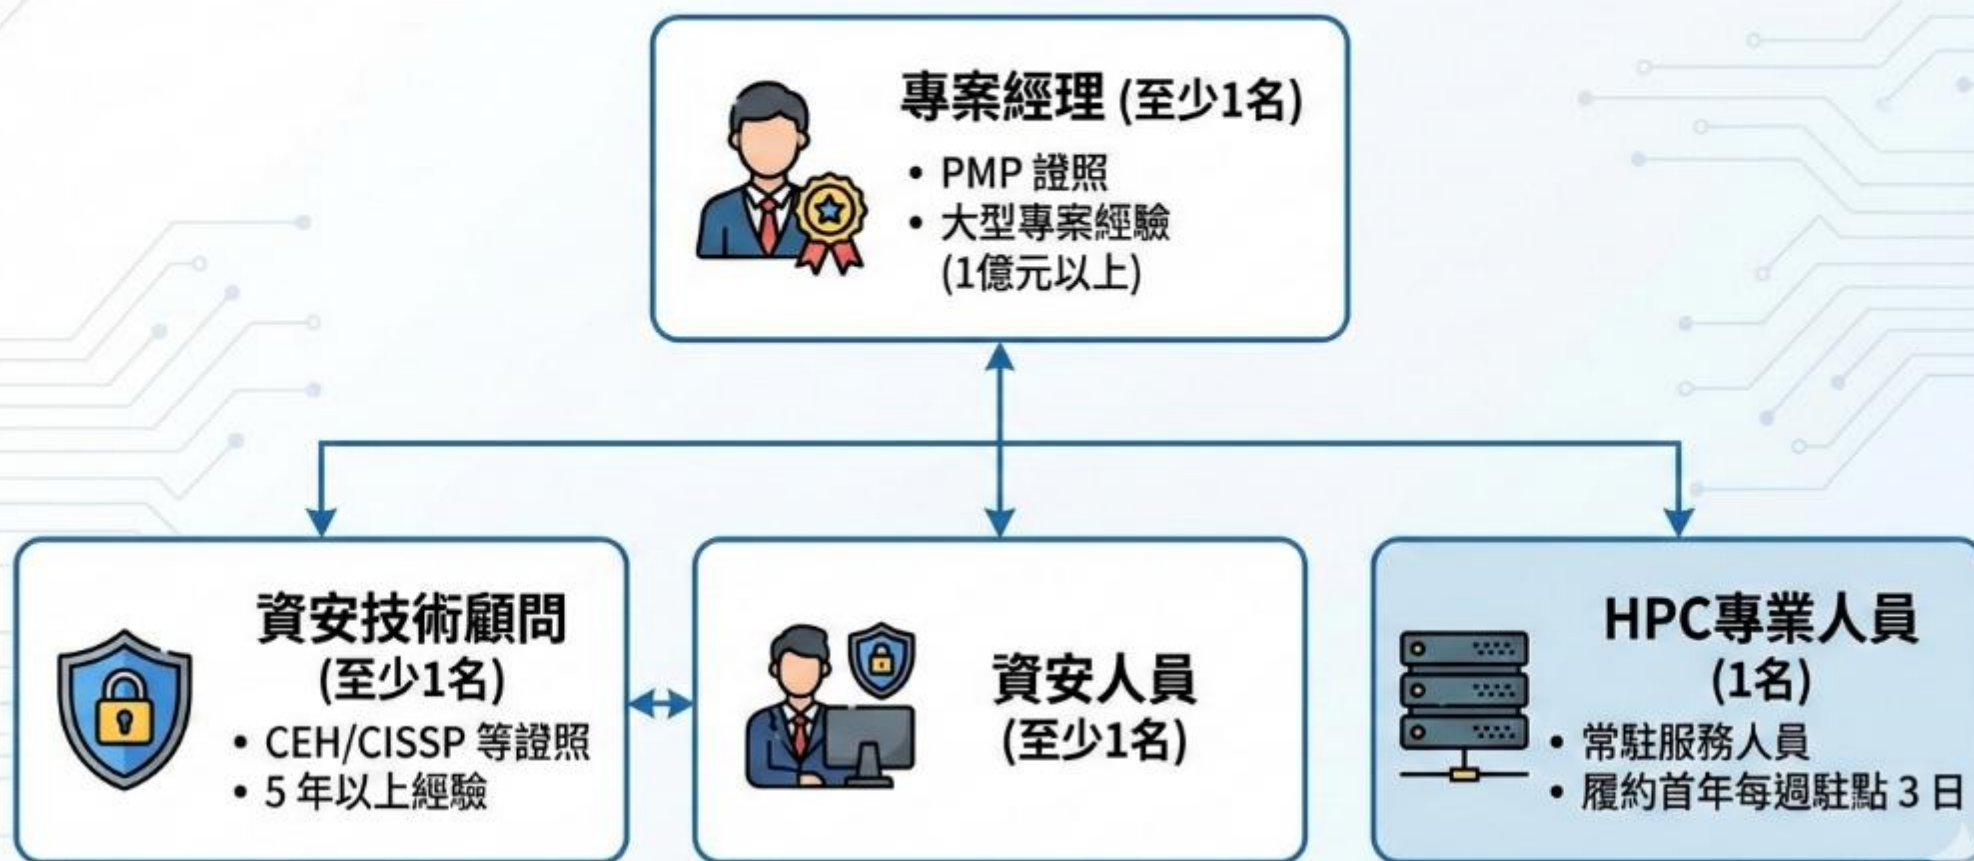 專案經理 (至少1名)
• PMP 證照
• 大型專案經驗
(1億元以上)
資安技術顧問
(至少1名)
• CEH/CISSP 等證照
• 5 年以上經驗
資安人員
(至少1名)
HPC專業人員
(1名)
• 常駐服務人員
• 履約首年每週駐點 3 日